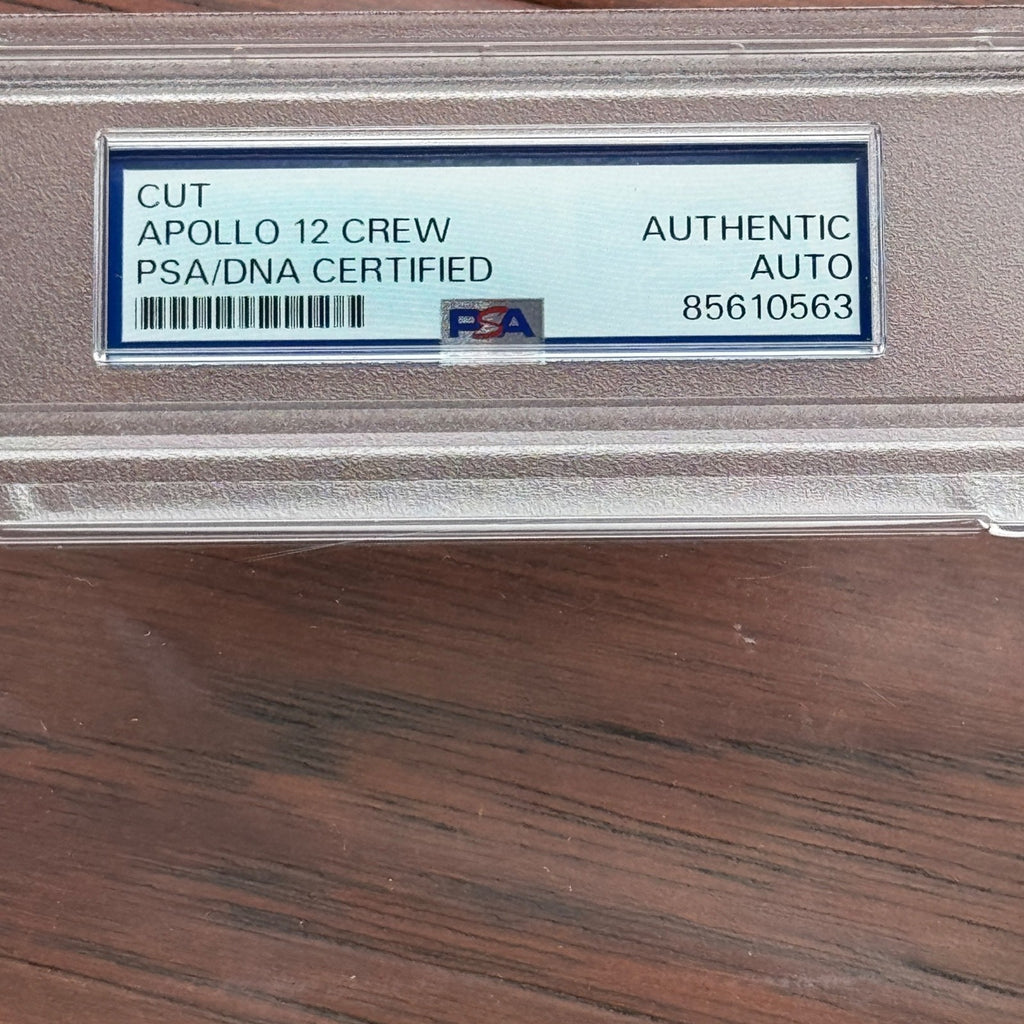 CUT
APOLLO 12 CREW
PSA/DNA CERTIFIED
AUTHENTIC
AUTO
85610563
PSA